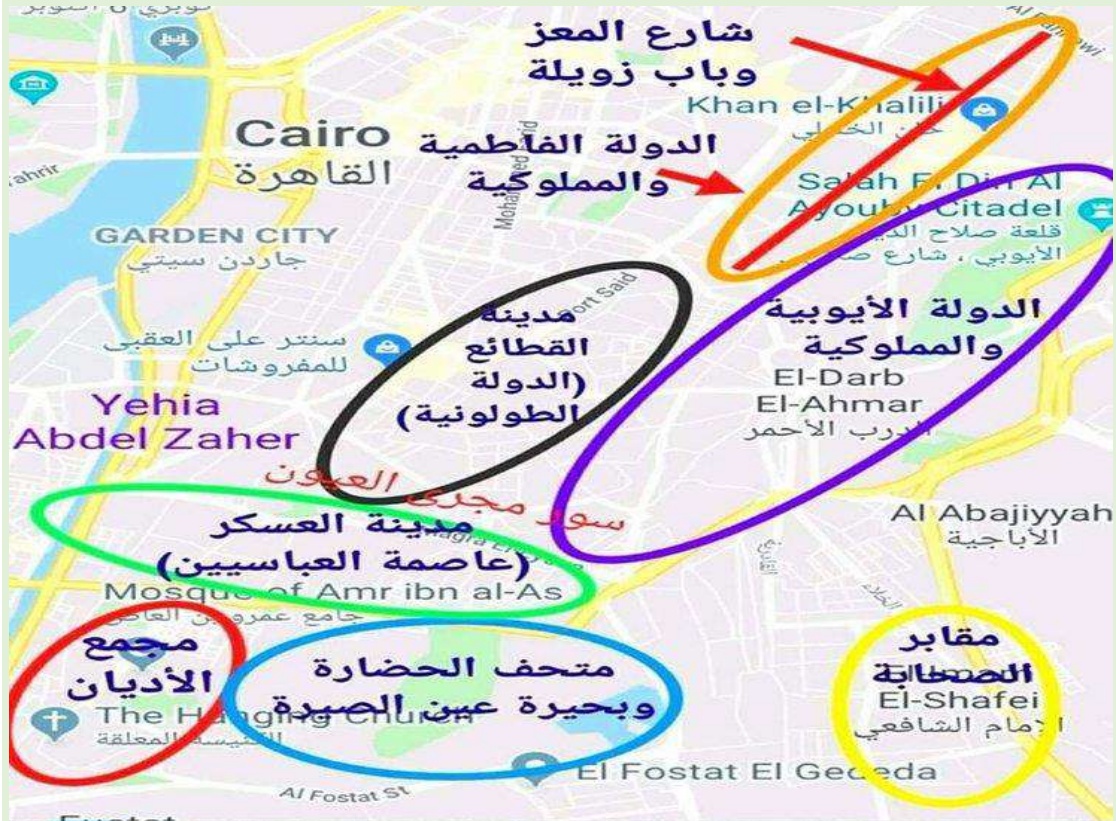 كوبري 6 أكتوبر
شارع المعز
وباب زويلة
Khan el-Khalili
خان الخليلي
Cairo
القاهرة
Tahrir
الدولة الفاطمية
والمملوكية
Salah El Din Al
Ayouby Citadel
قلعة صلاح الدين
الأيوبي ، شارع صلاح
GARDEN CITY
جاردن سيتي
Port Said
مدينة
القطائع
(الدولة
الطولونية)
الدولة الأيوبية
والمملوكية
El-Darb
El-Ahmar
الدرب الأحمر
سنتر على العقبى
للمفروشات
Yehia
Abdel Zaher
سور مجرى العيون
مدينة العسكر
(عاصمة العباسيين)
Al Abajiyyah
الأباجية
Mosque of Amr ibn al-As
جامع عمرو بن العاص
مجمع
الأديان
The Hanging Church
الكنيسة المعلقة
متحف الحضارة
وبحيرة عين الصيرة
مقابر
الصحابة
El-Shafei
الإمام الشافعي
El Fostat El Gedeeda
Al Fostat St
Fustat